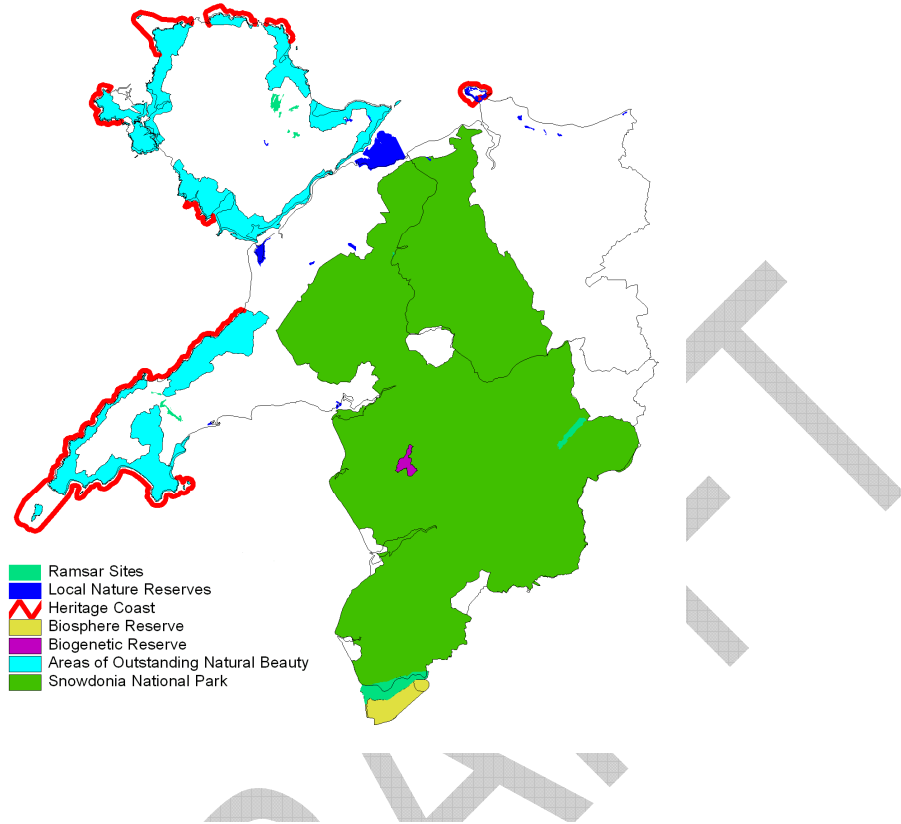 Ramsar Sites
Local Nature Reserves
Heritage Coast
Biosphere Reserve
Biogenetic Reserve
Areas of Outstanding Natural Beauty
Snowdonia National Park